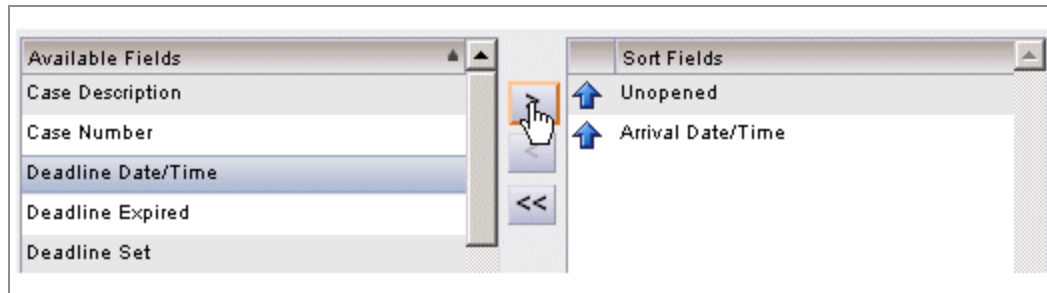 Available Fields
Case Description
Case Number
Deadline Date/Time
Deadline Expired
Deadline Set
>
<
<<
Sort Fields
Unopened
Arrival Date/Time